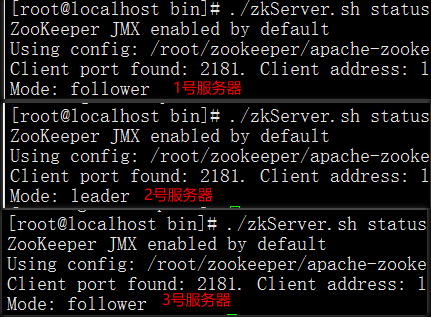 [root@localhost bin]# ./zkServer.sh status
ZooKeeper JMX enabled by default
Using config: /root/zookeeper/apache-zooke
Client port found: 2181. Client address: l
Mode: follower 1号服务器
[root@localhost bin]# ./zkServer.sh status
ZooKeeper JMX enabled by default
Using config: /root/zookeeper/apache-zooke
Client port found: 2181. Client address: l
Mode: leader 2号服务器
[root@localhost bin]# ./zkServer.sh status
ZooKeeper JMX enabled by default
Using config: /root/zookeeper/apache-zooke
Client port found: 2181. Client address: l
Mode: follower 3号服务器